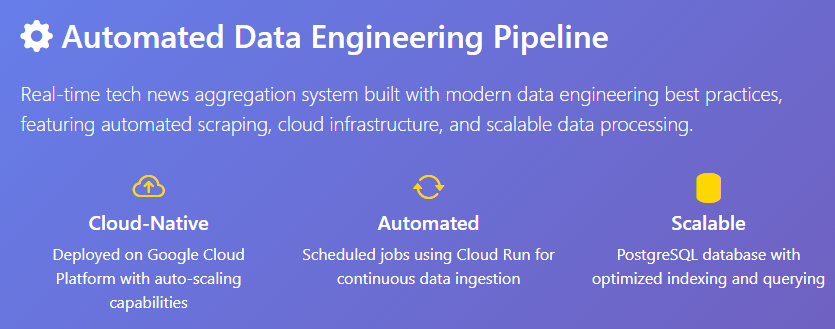 Automated Data Engineering Pipeline
Real-time tech news aggregation system built with modern data engineering best practices,
featuring automated scraping, cloud infrastructure, and scalable data processing.
Cloud-Native
Deployed on Google Cloud
Platform with auto-scaling
capabilities
Automated
Scheduled jobs using Cloud Run for
continuous data ingestion
Scalable
PostgreSQL database with
optimized indexing and querying